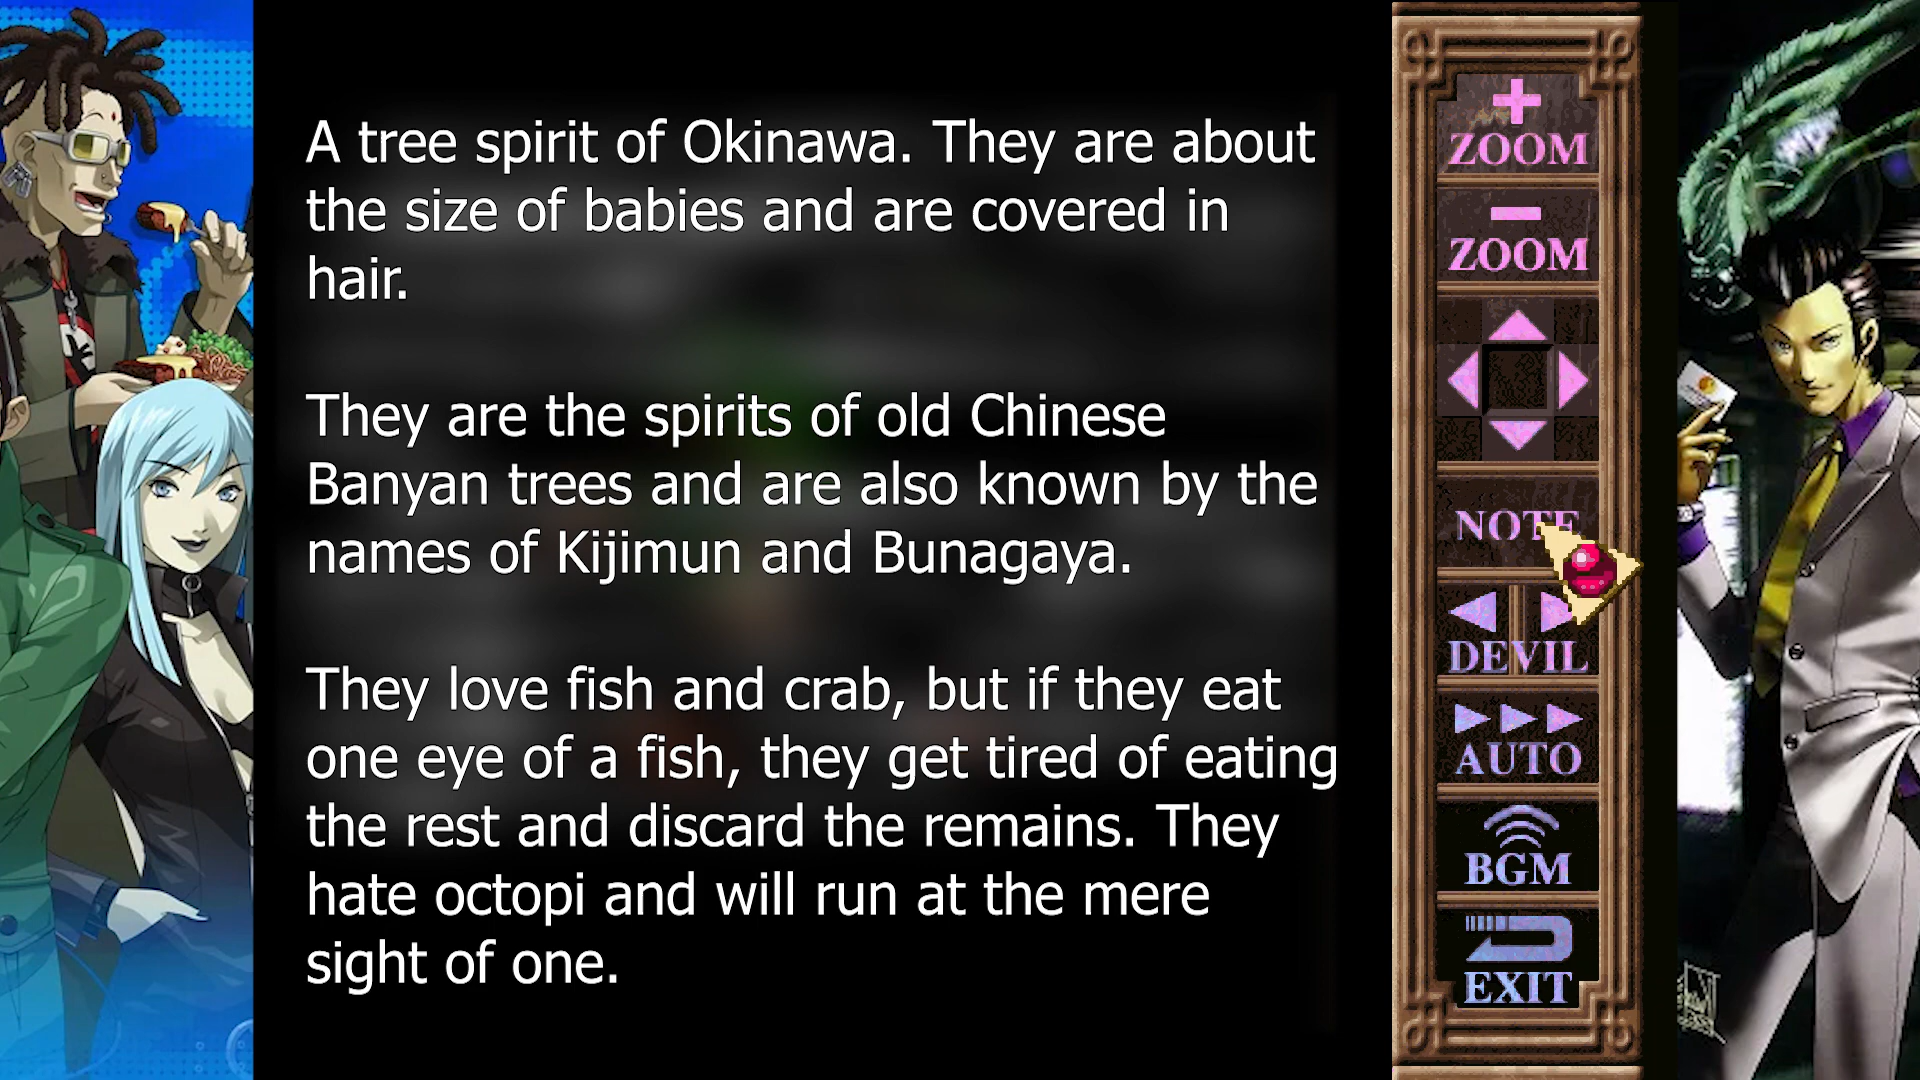 A tree spirit of Okinawa. They are about
the size of babies and are covered in
hair.
They are the spirits of old Chinese
Banyan trees and are also known by the
names of Kijimun and Bunagaya.
They love fish and crab, but if they eat
one eye of a fish, they get tired of eating
the rest and discard the remains. They
hate octopi and will run at the mere
sight of one.
+
ZOOM
-
ZOOM
NOTE
DEVIL
AUTO
BGM
EXIT